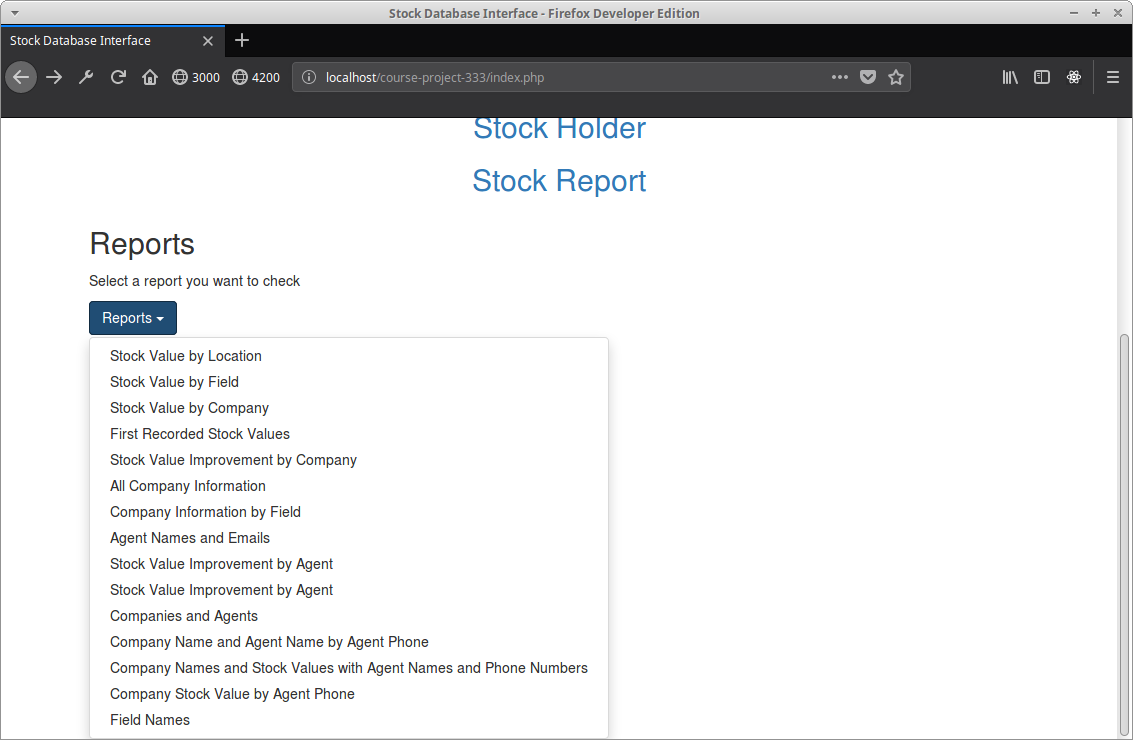 Stock Database Interface - Firefox Developer Edition
Stock Database Interface
3000 4200 localhost/course-project-333/index.php
Stock Holder
Stock Report
Reports
Select a report you want to check
Reports
Stock Value by Location
Stock Value by Field
Stock Value by Company
First Recorded Stock Values
Stock Value Improvement by Company
All Company Information
Company Information by Field
Agent Names and Emails
Stock Value Improvement by Agent
Stock Value Improvement by Agent
Companies and Agents
Company Name and Agent Name by Agent Phone
Company Names and Stock Values with Agent Names and Phone Numbers
Company Stock Value by Agent Phone
Field Names